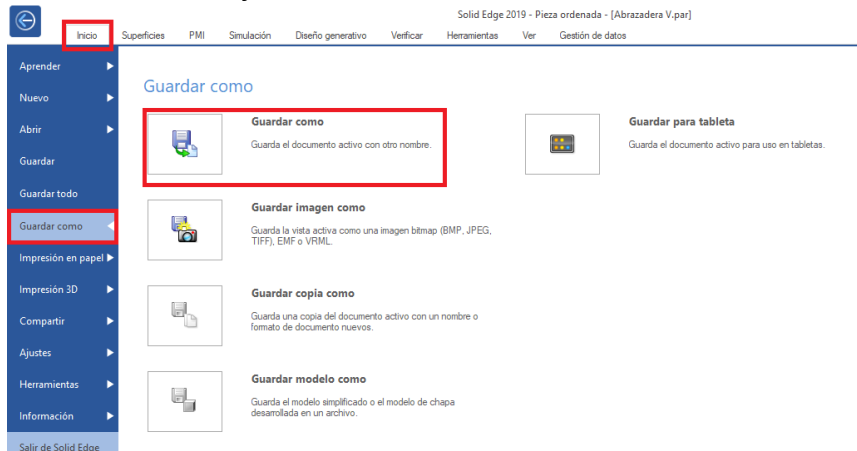 Solid Edge 2019 - Pieza ordenada - [Abrazadera V.par]
Inicio Superficies PMI Simulación Diseño generativo Verificar Herramientas Ver Gestión de datos
Aprender
Nuevo
Abrir
Guardar
Guardar todo
Guardar como
Impresión en papel
Impresión 3D
Compartir
Ajustes
Herramientas
Información
Salir de Solid Edge
Guardar como
Guardar como
Guarda el documento activo con otro nombre.
Guardar para tableta
Guarda el documento activo para uso en tabletas.
Guardar imagen como
Guarda la vista activa como una imagen bitmap (BMP, JPEG,
TIFF), EMF o VRML.
Guardar copia como
Guarda una copia del documento activo con un nombre o
formato de documento nuevos.
Guardar modelo como
Guarda el modelo simplificado o el modelo de chapa
desarrollada en un archivo.